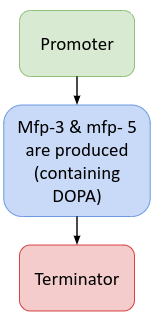 Promoter
Mfp-3 & mfp- 5
are produced
(containing
DOPA)
Terminator